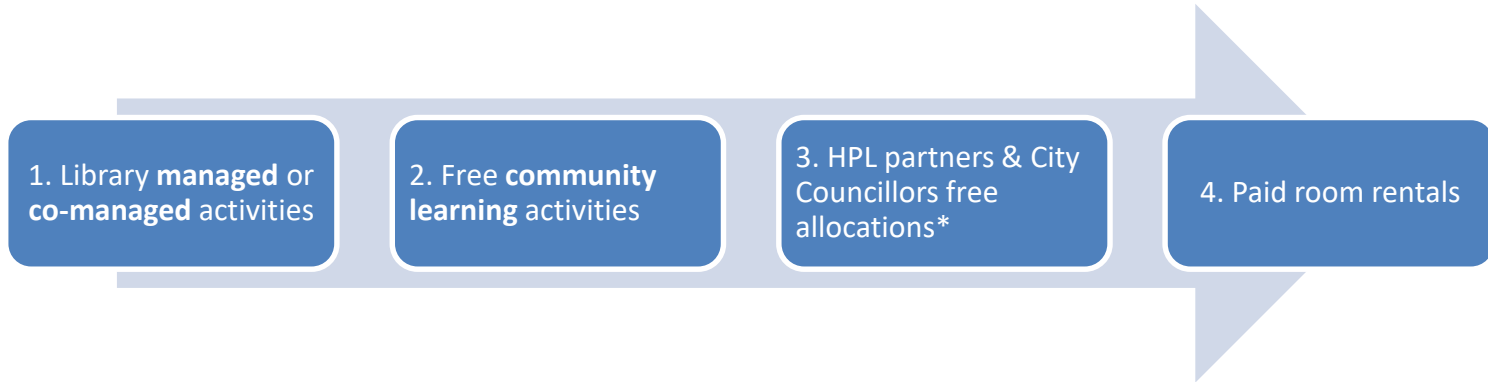 1. Library managed or
co-managed activities
2. Free community
learning activities
3. HPL partners & City
Councillors free
allocations*
4. Paid room rentals